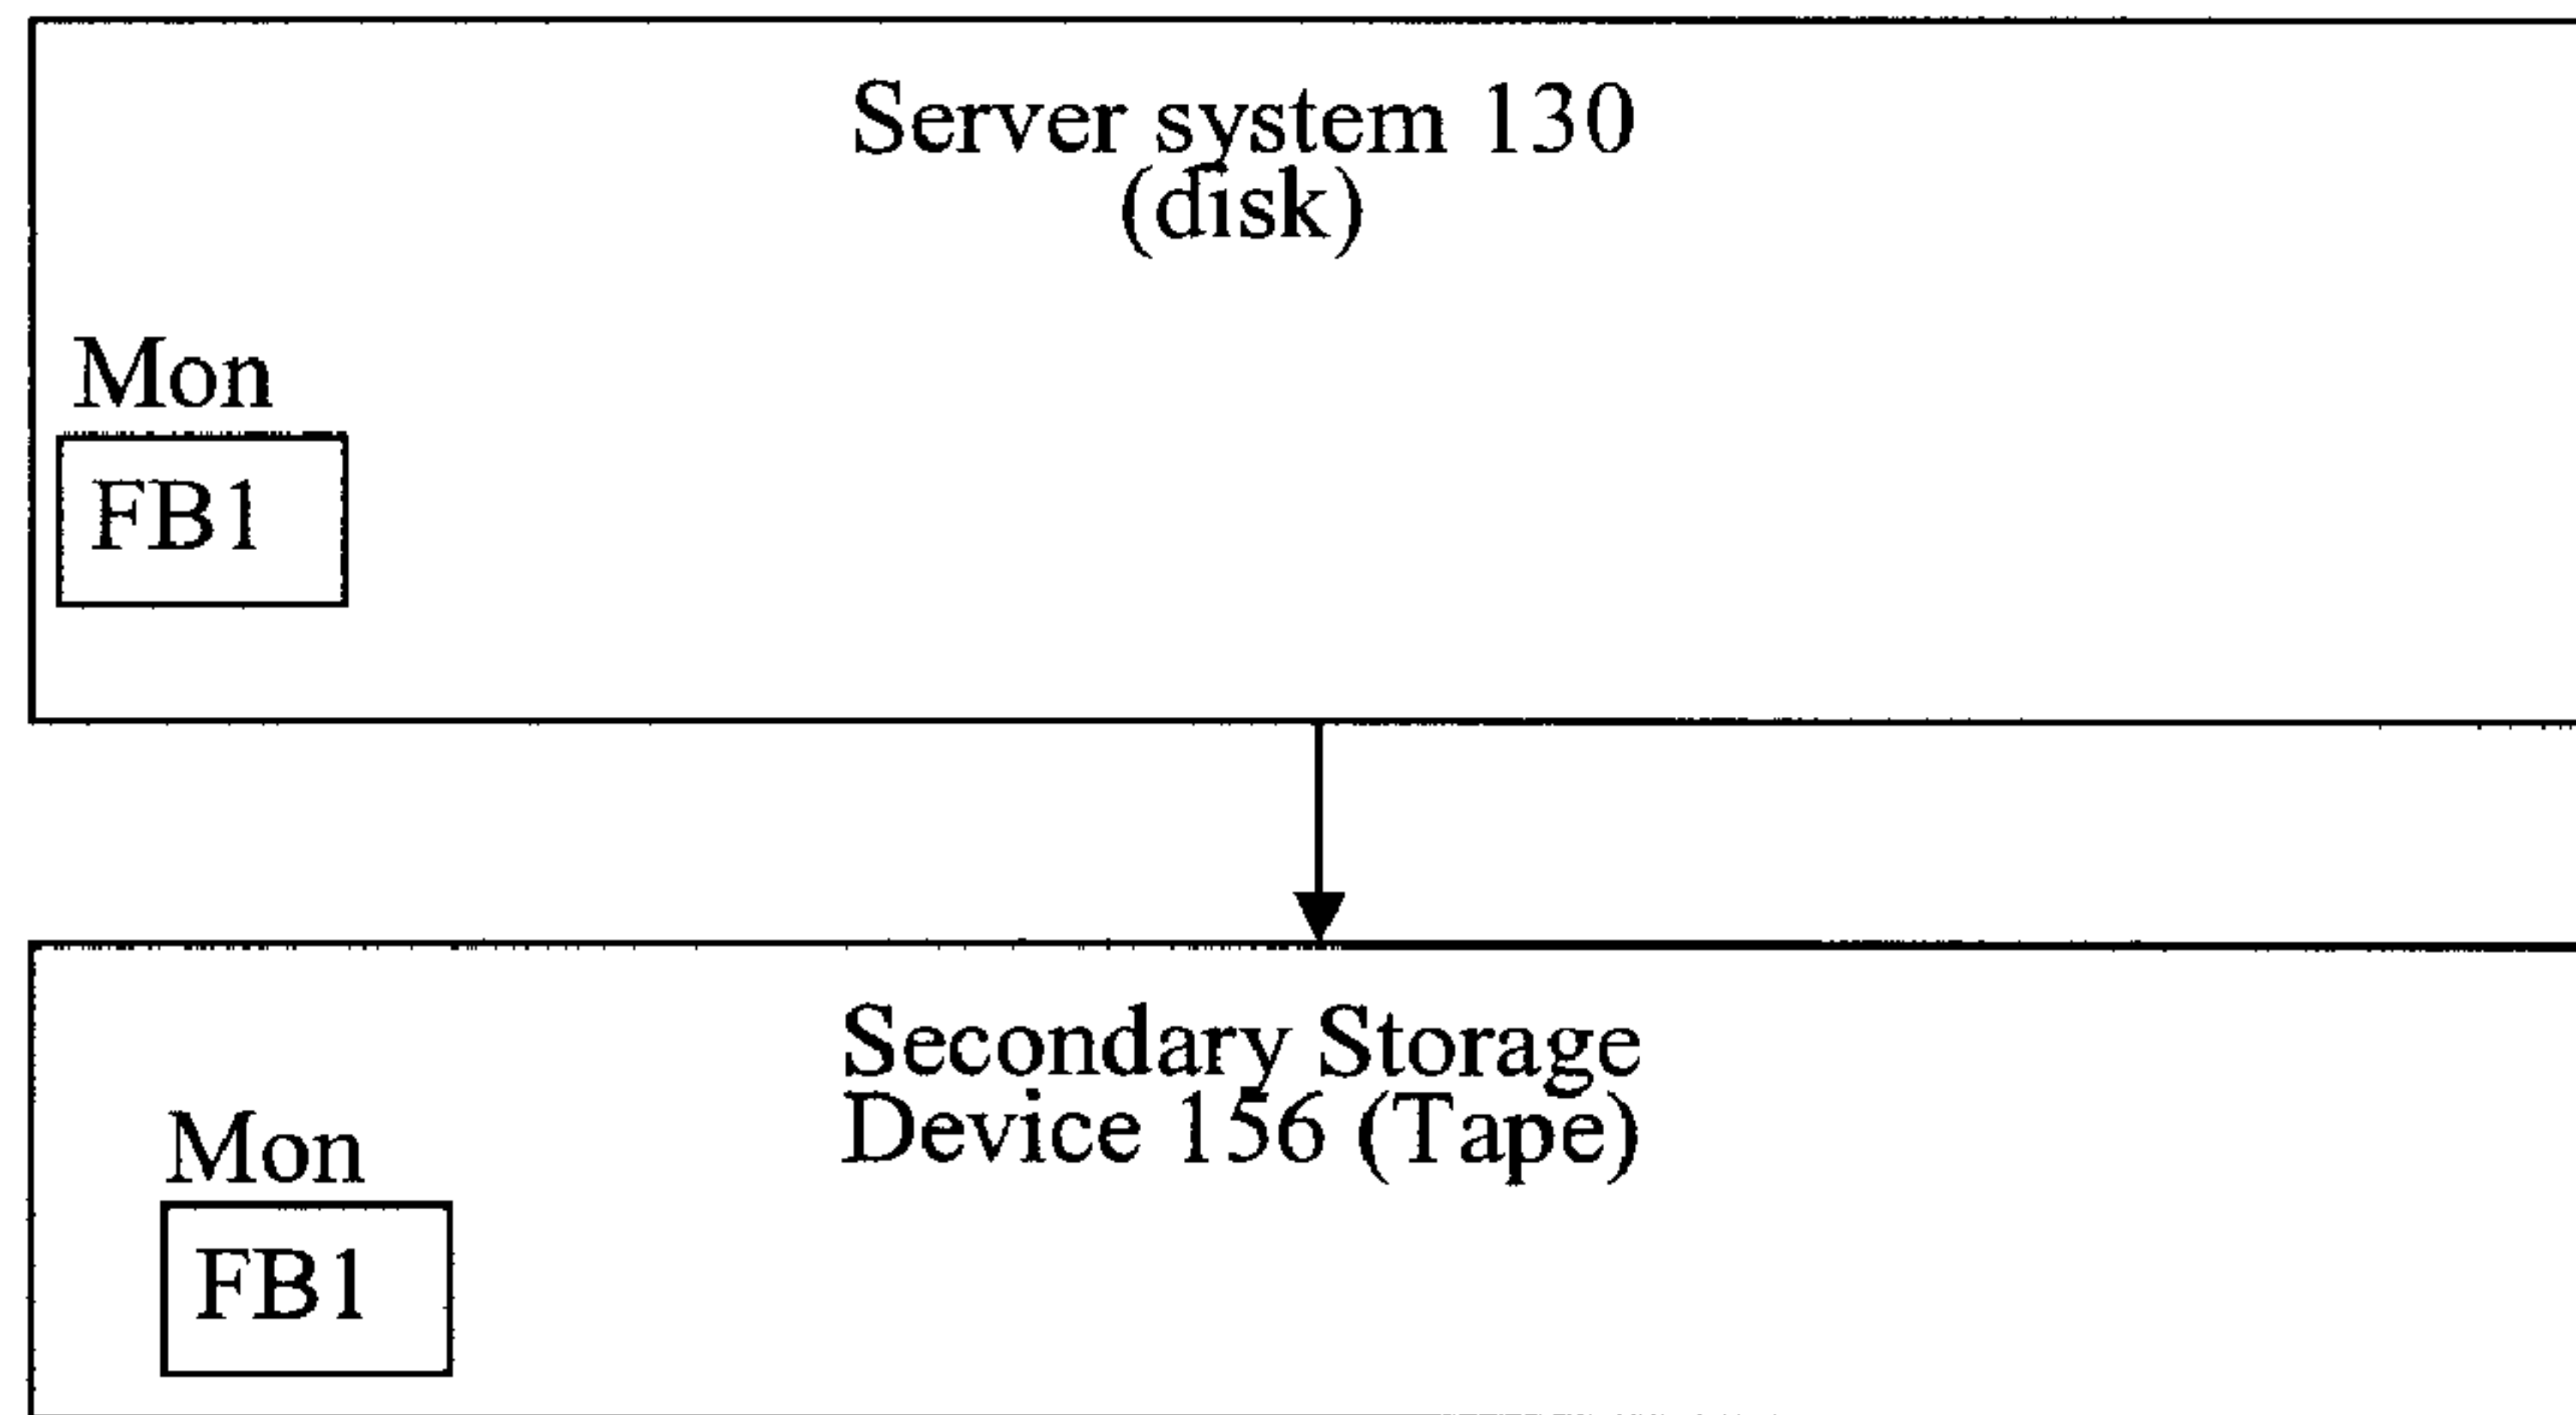 Server system 130
(disk)
Mon
FB1
Secondary Storage
Device 156 (Tape)
Mon
FB1